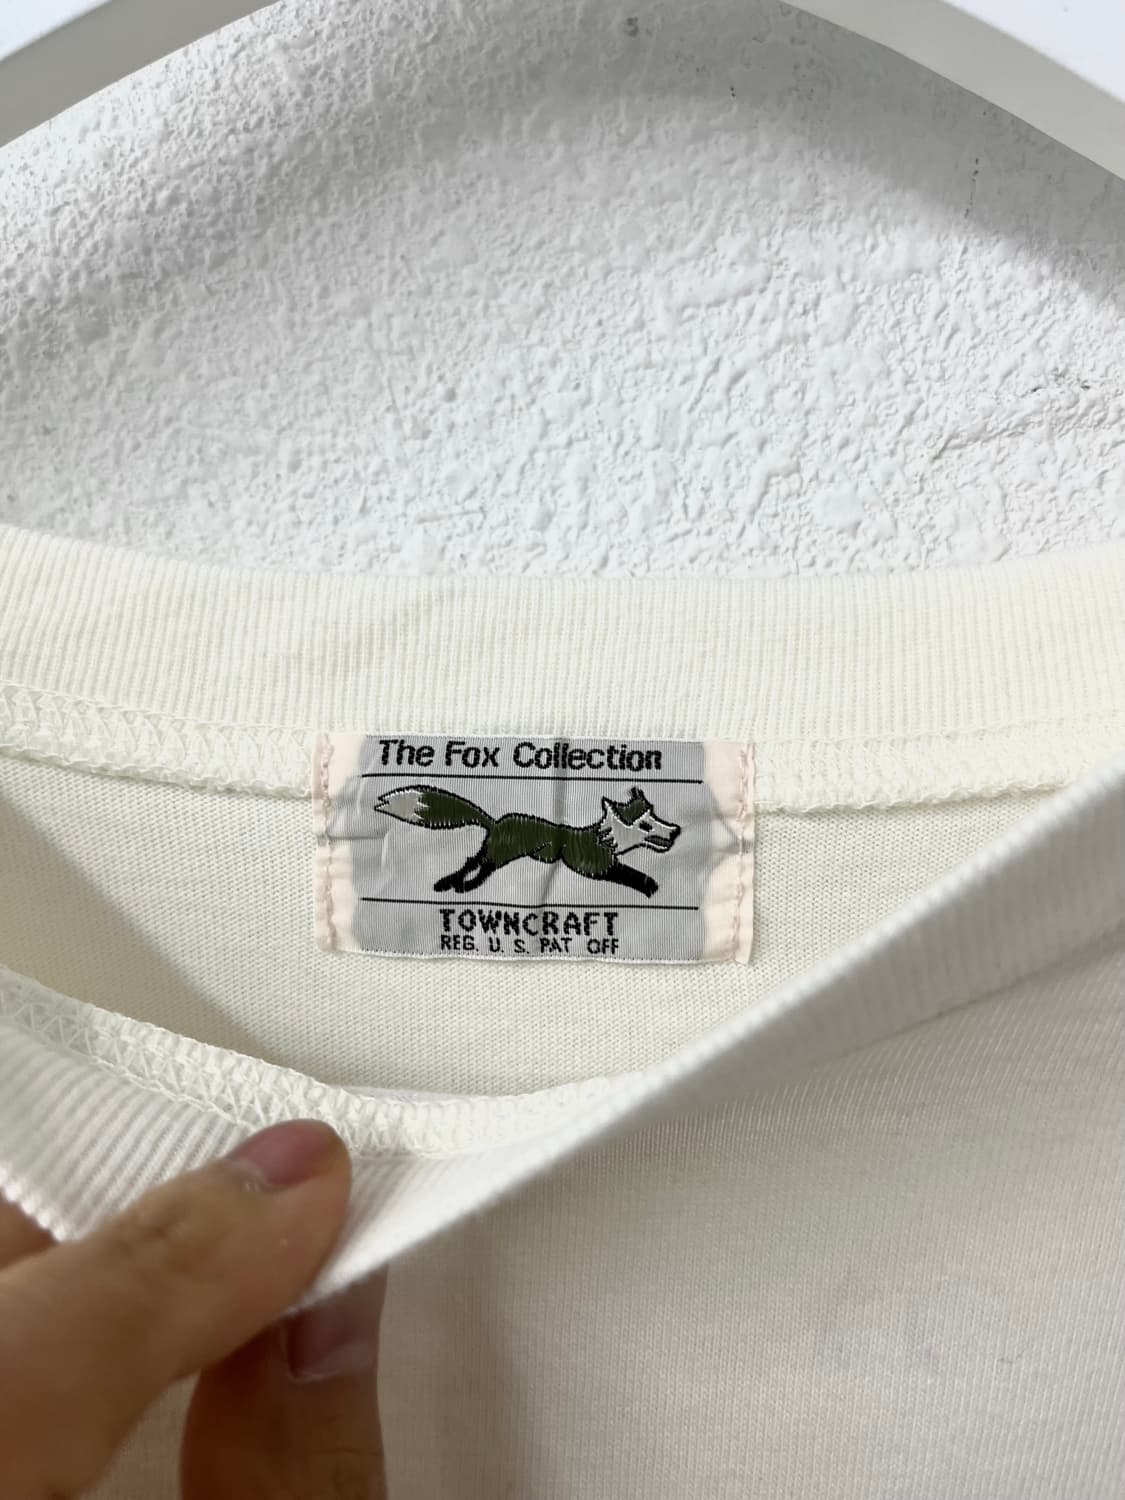 The Fox Collection
TOWNCRAFT
REG. U. S. PAT OFF